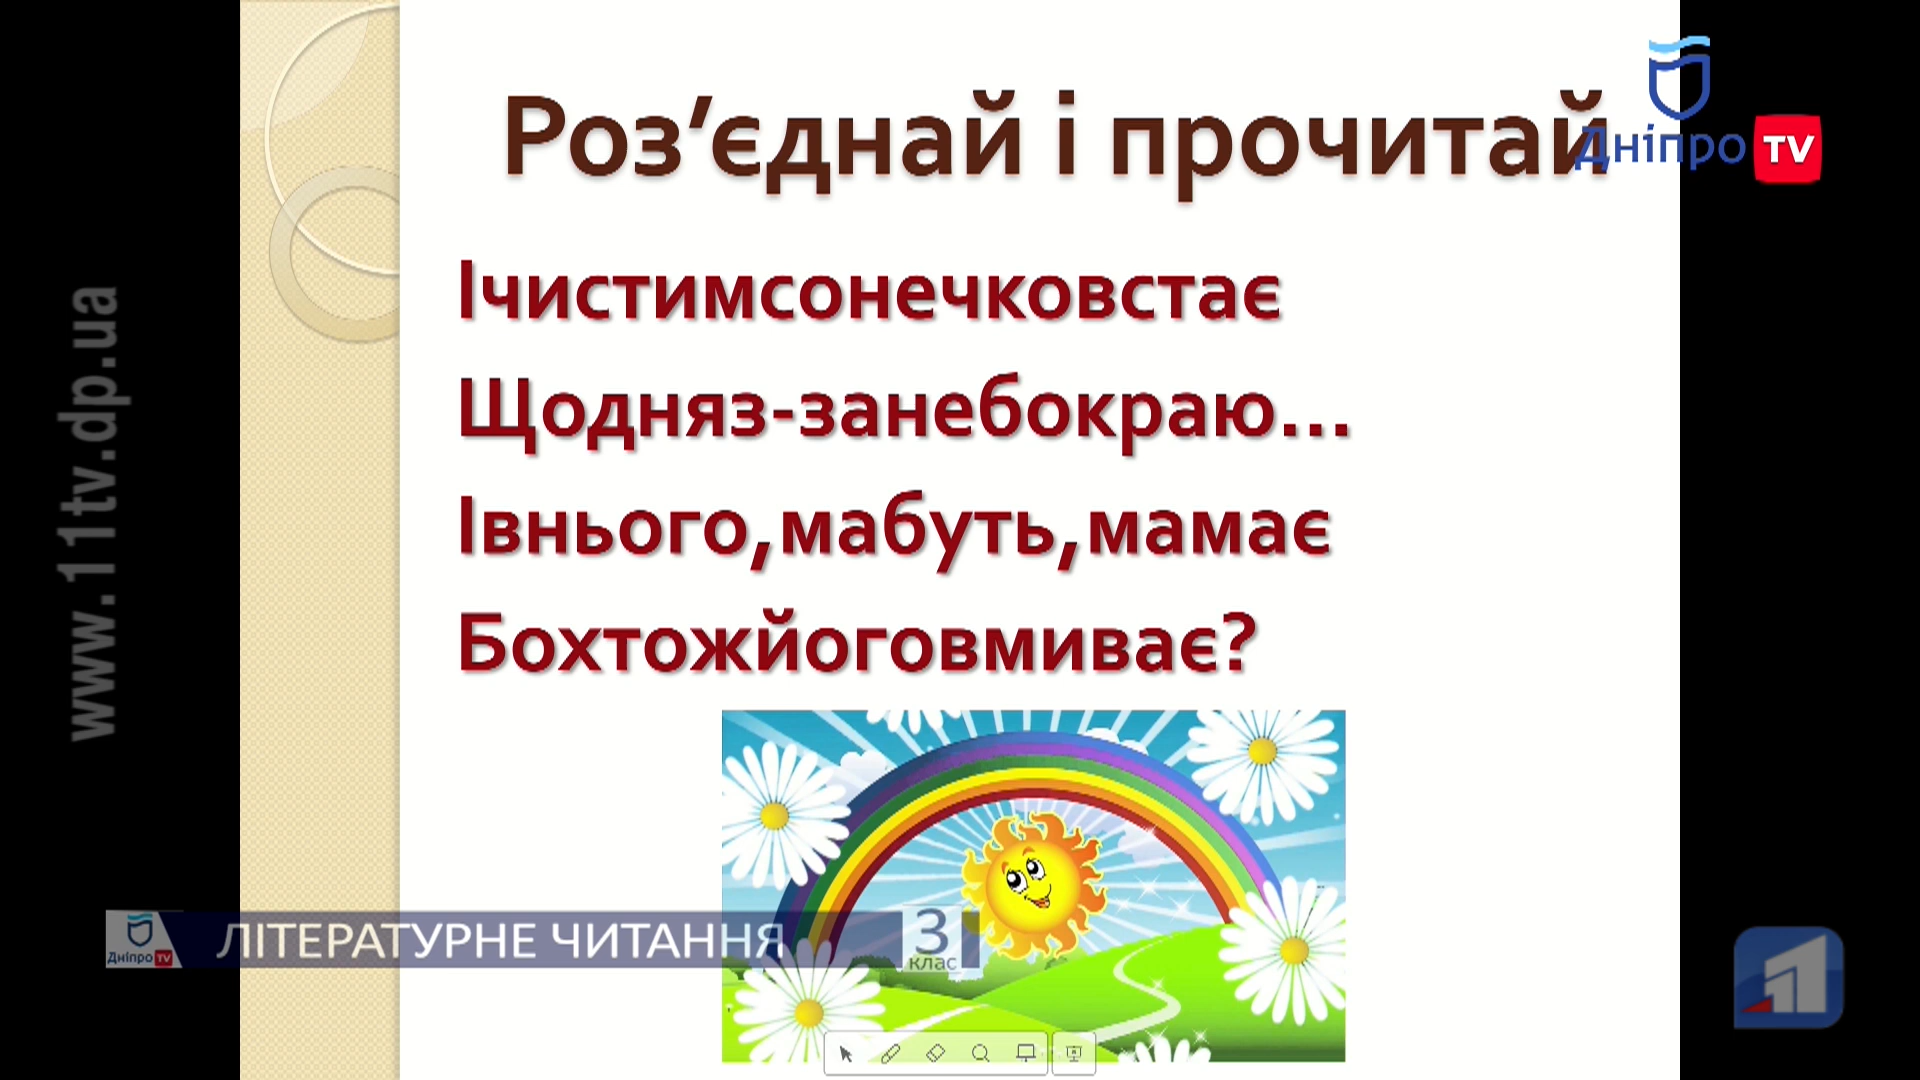 Роз’єднай і прочитай
Дніпро TV
Ічистимсонечковстає
Щодняз-занебокраю...
Івнього,мабуть,мамає
Бохтожйоговмиває?
www.11tv.dp.ua
Дніпро TV
ЛІТЕРАТУРНЕ ЧИТАННЯ
3
клас
11